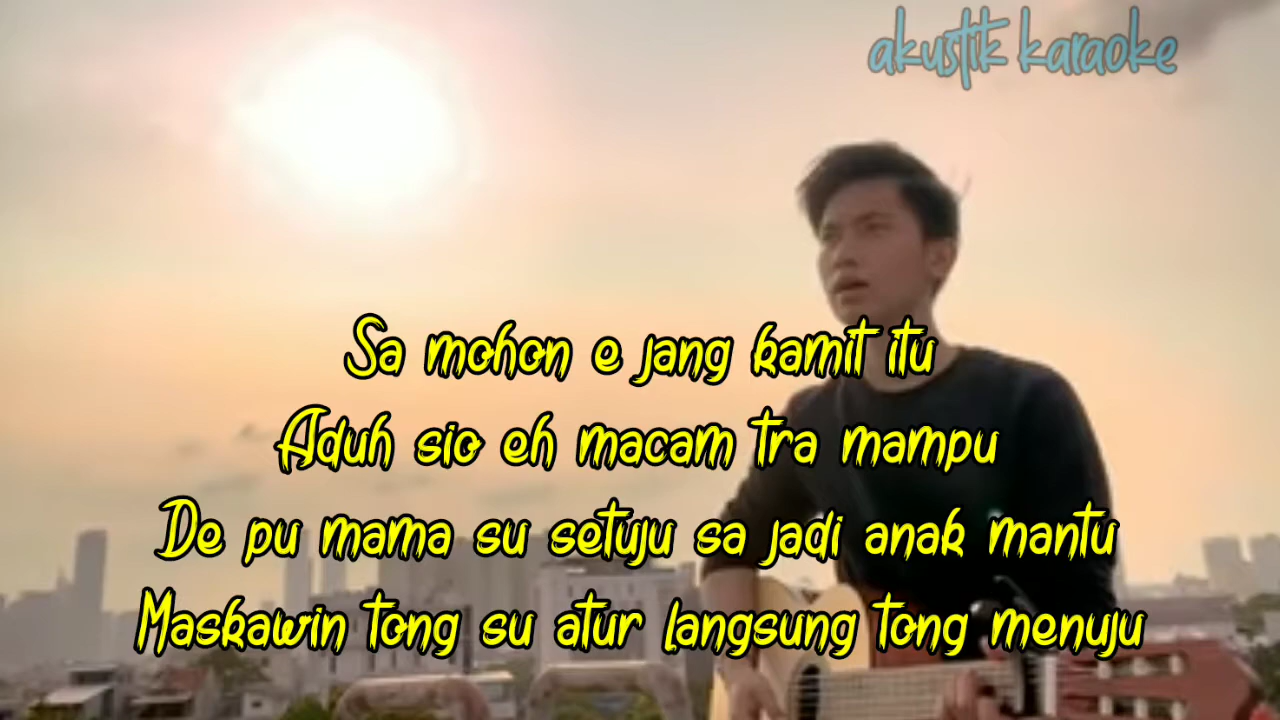 akustik karaoke
Sa mohon e jang kamit itu
Aduh sio eh macam tra mampu
De pu mama su setuju sa jadi anak mantu
Maskawin tong su atur langsung tong menuju